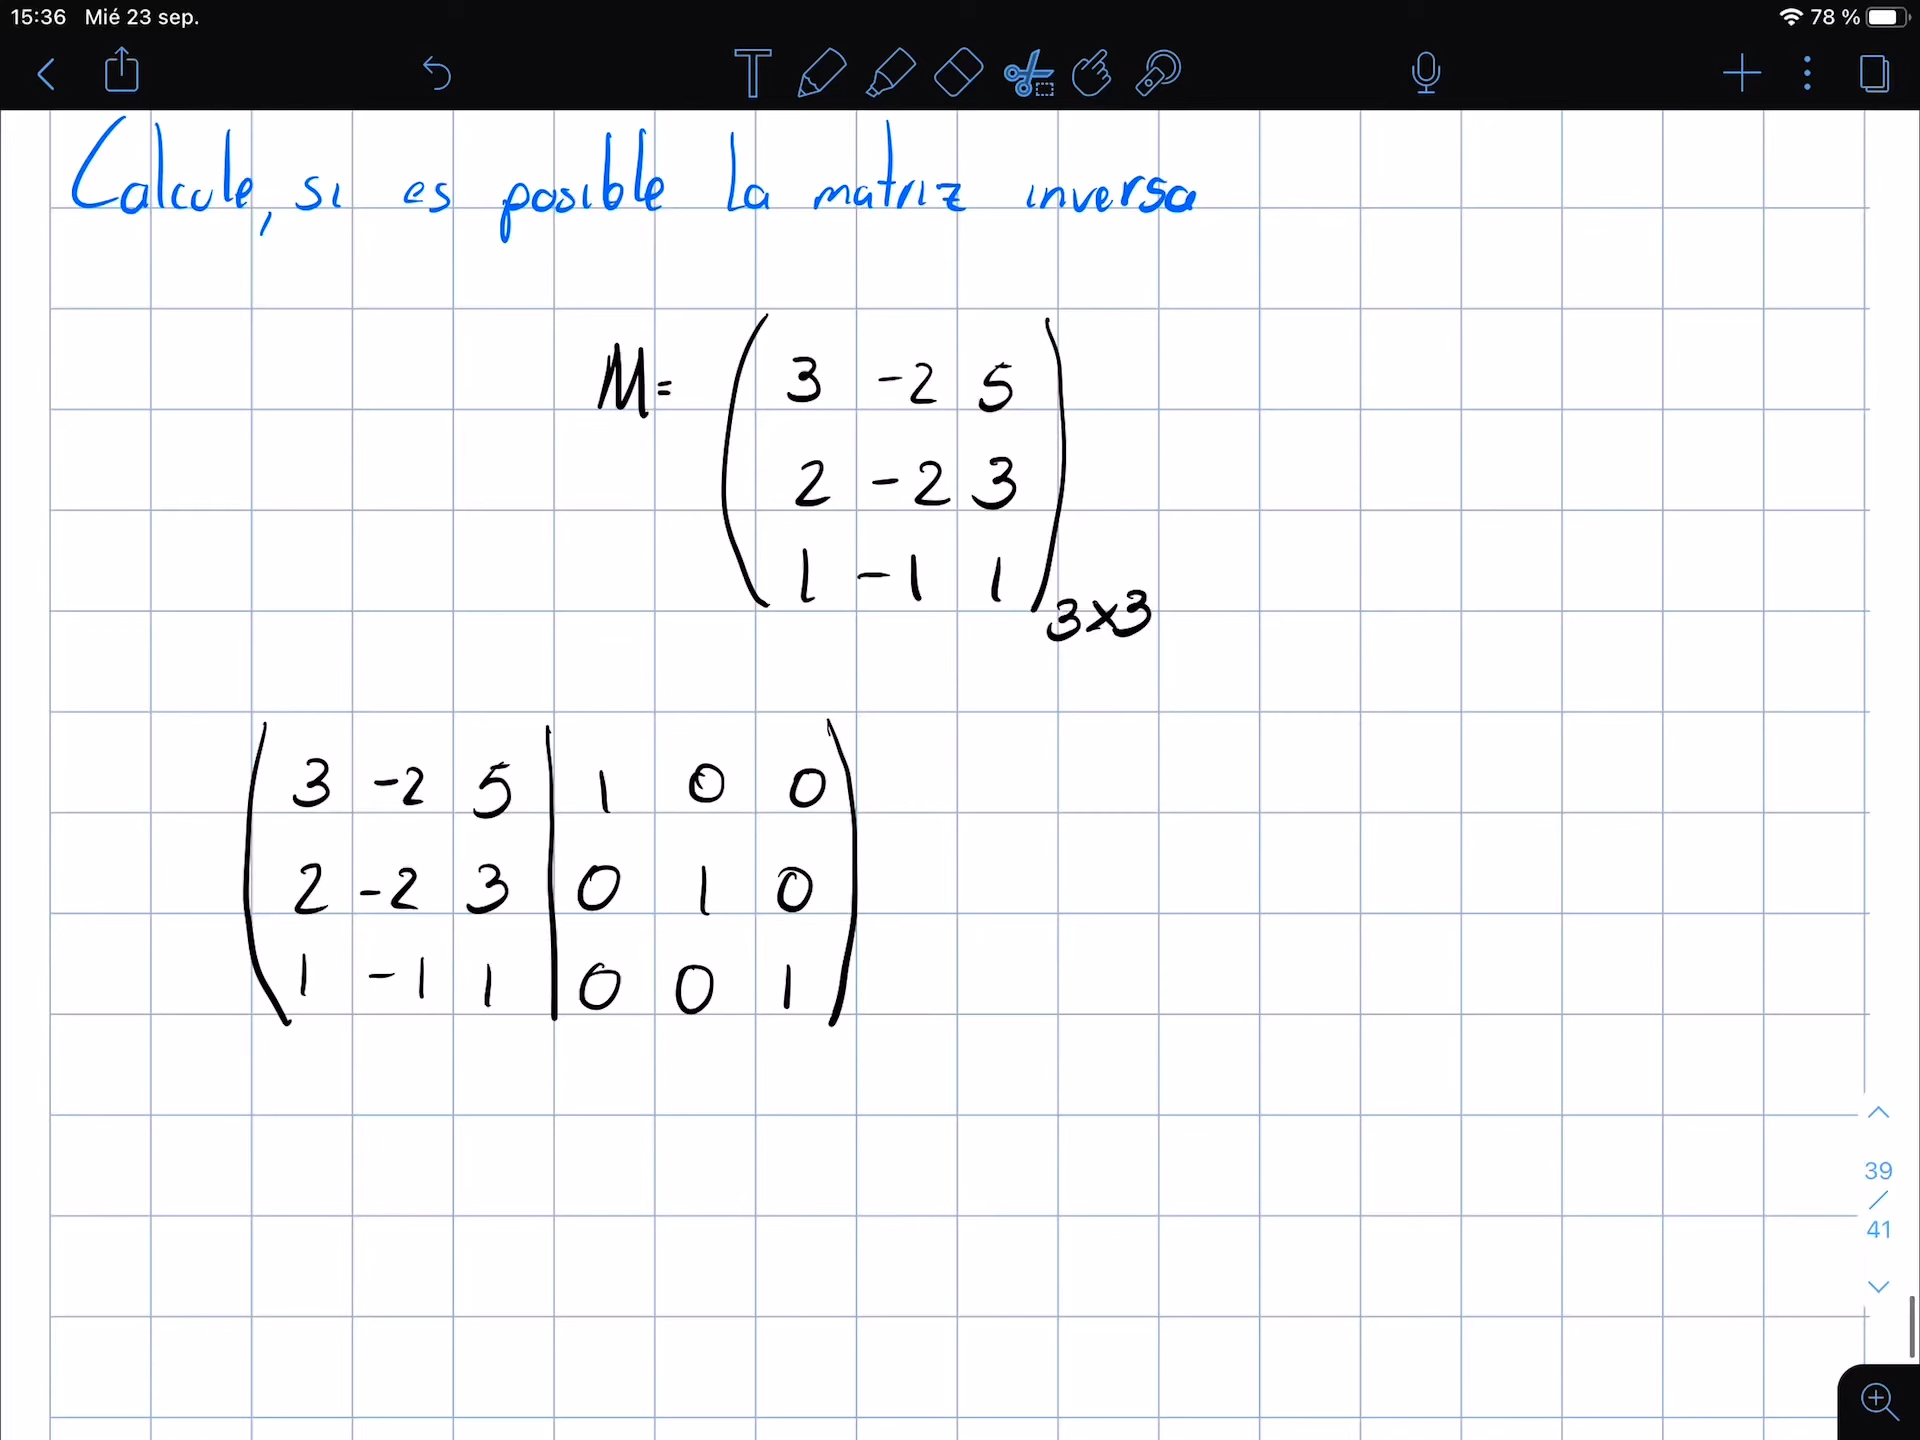 15:36 Mié 23 sep. 78 %
T
Calcule, si es posible la matriz inversa
M= 3 -2 5
2 -2 3
1 -1 1
3×3
3 -2 5 | 1 0 0
2 -2 3 | 0 1 0
1 -1 1 | 0 0 1
39
/
41